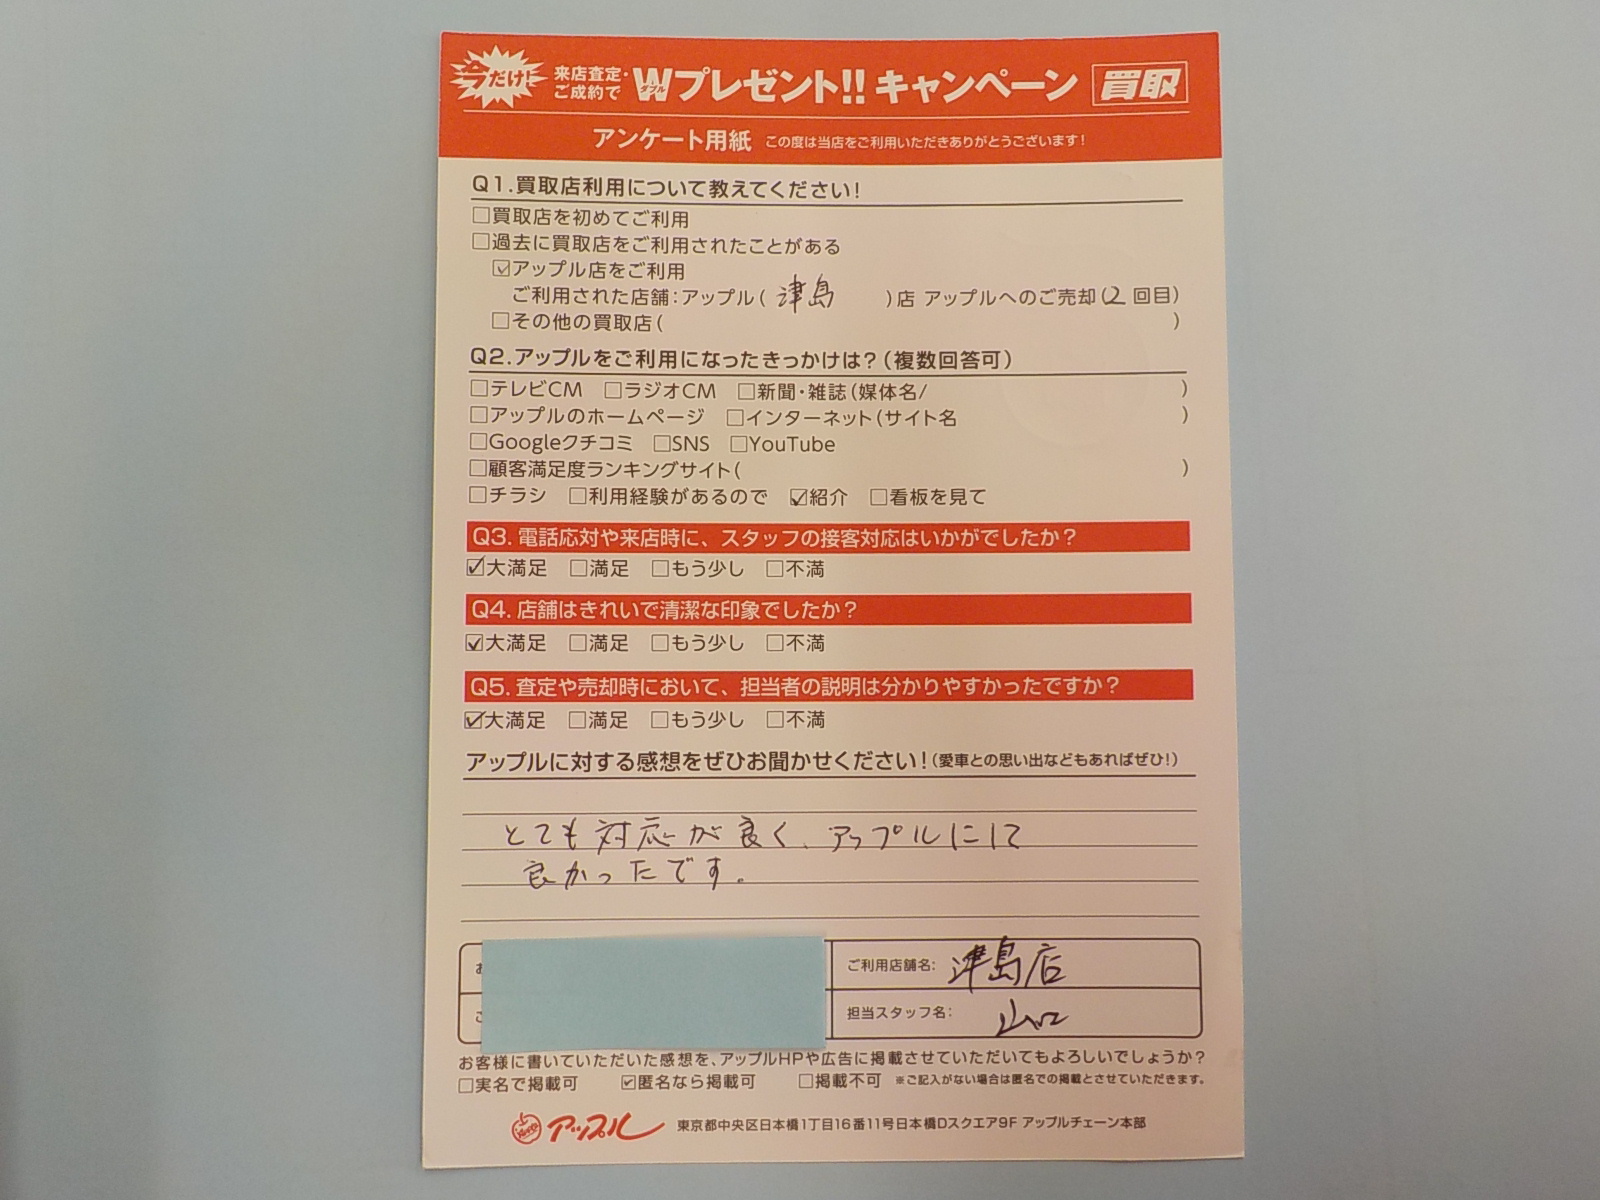 今だけ! 来店査定・ご成約で Wダブルプレゼント!! キャンペーン 買取
アンケート用紙 この度は当店をご利用いただきありがとうございます!
Q1.買取店利用について教えてください!
□買取店を初めてご利用
□過去に買取店をご利用されたことがある
☑アップル店をご利用
ご利用された店舗:アップル( 津島 )店 アップルへのご売却(2回目)
□その他の買取店( )
Q2.アップルをご利用になったきっかけは?(複数回答可)
□テレビCM □ラジオCM □新聞・雑誌(媒体名/ )
□アップルのホームページ □インターネット(サイト名 )
□Googleクチコミ □SNS □YouTube
□顧客満足度ランキングサイト( )
□チラシ □利用経験があるので ☑紹介 □看板を見て
Q3. 電話応対や来店時に、スタッフの接客対応はいかがでしたか?
☑大満足 □満足 □もう少し □不満
Q4. 店舗はきれいで清潔な印象でしたか?
☑大満足 □満足 □もう少し □不満
Q5. 査定や売却時において、担当者の説明は分かりやすかったですか?
☑大満足 □満足 □もう少し □不満
アップルに対する感想をぜひお聞かせください!(愛車との思い出などもあればぜひ!)
とても対応が良く、アップルにして
良かったです。
ご利用店舗名: 津島店
担当スタッフ名: 山口
お客様に書いていただいた感想を、アップルHPや広告に掲載させていただいてもよろしいでしょうか?
□実名で掲載可 ☑匿名なら掲載可 □掲載不可 ※ご記入がない場合は匿名での掲載とさせていただきます。
アップル 東京都中央区日本橋1丁目16番11号日本橋Dスクエア9F アップルチェーン本部